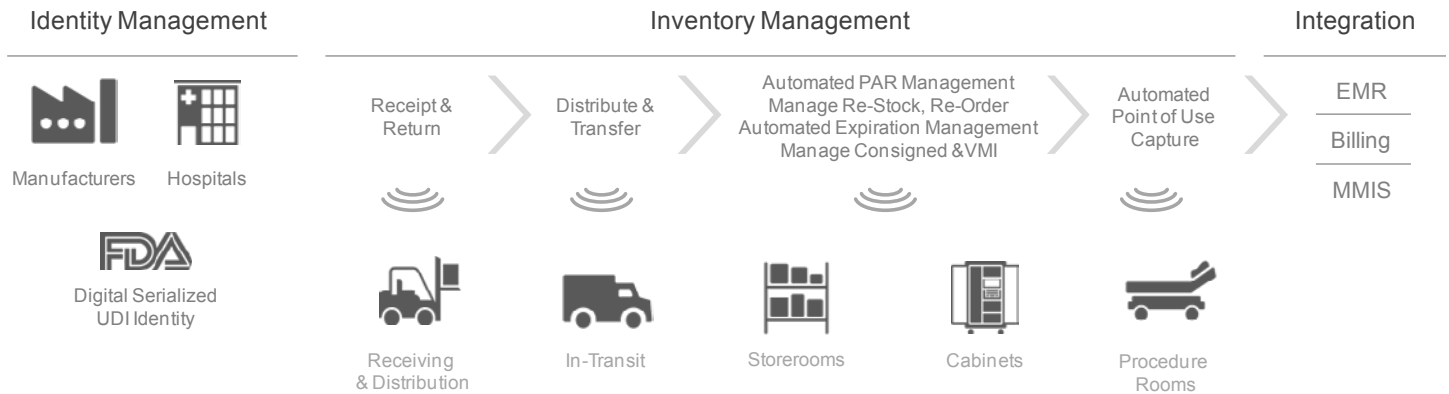 Identity Management
Manufacturers
Hospitals
FDA
Digital Serialized
UDI Identity
Inventory Management
Receipt &
Return
Distribute &
Transfer
Automated PAR Management
Manage Re-Stock, Re-Order
Automated Expiration Management
Manage Consigned &VMI
Automated
Point of Use
Capture
Receiving
& Distribution
In-Transit
Storerooms
Cabinets
Procedure
Rooms
Integration
EMR
Billing
MMIS